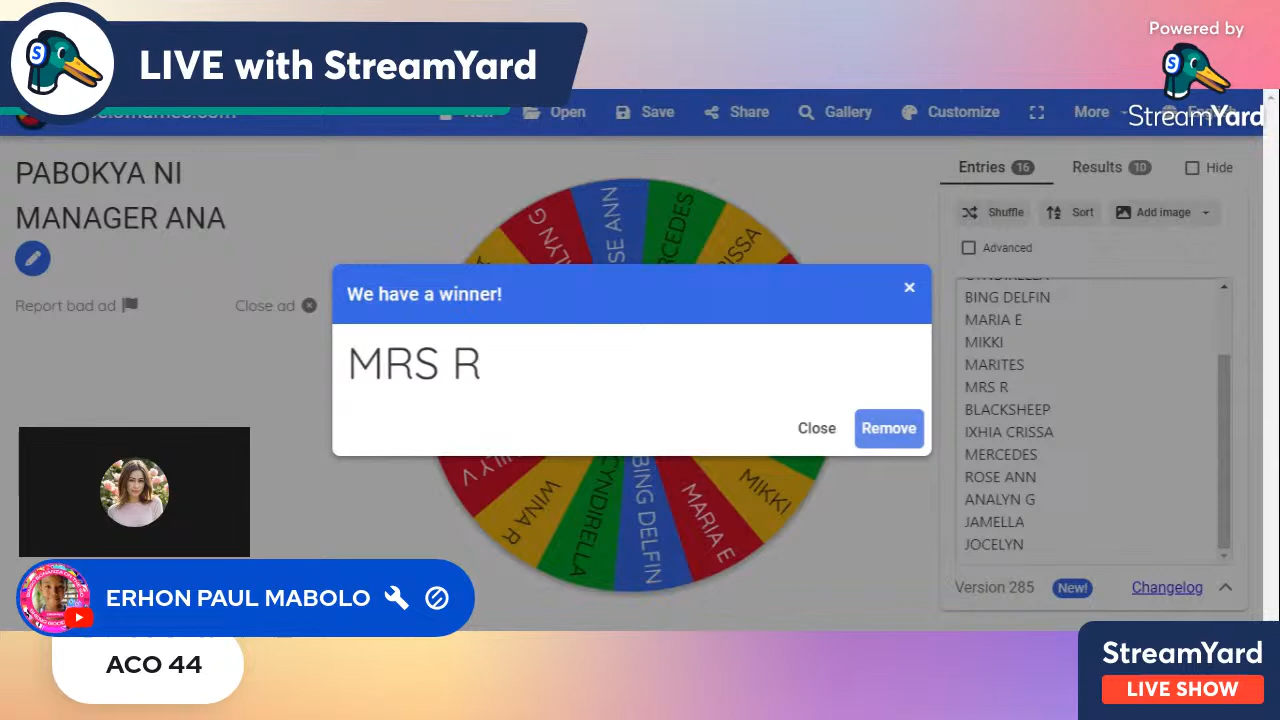 LIVE with StreamYard
Powered by
StreamYard
Open
Save
Share
Gallery
Customize
More
PABOKYA NI
MANAGER ANA
Report bad ad
Close ad
We have a winner!
×
MRS R
Close
Remove
ROSE ANN
MERCEDES
WINA R
CYNDIRELLA
BING DELFIN
MARIA E
MIKKI
Entries 16
Results 10
Hide
Shuffle
Sort
Add image
Advanced
CYNDIRELLA
BING DELFIN
MARIA E
MIKKI
MARITES
MRS R
BLACKSHEEP
IXHIA CRISSA
MERCEDES
ROSE ANN
ANALYN G
JAMELLA
JOCELYN
Version 285
New!
Changelog
ERHON PAUL MABOLO
ACO 44
StreamYard
LIVE SHOW